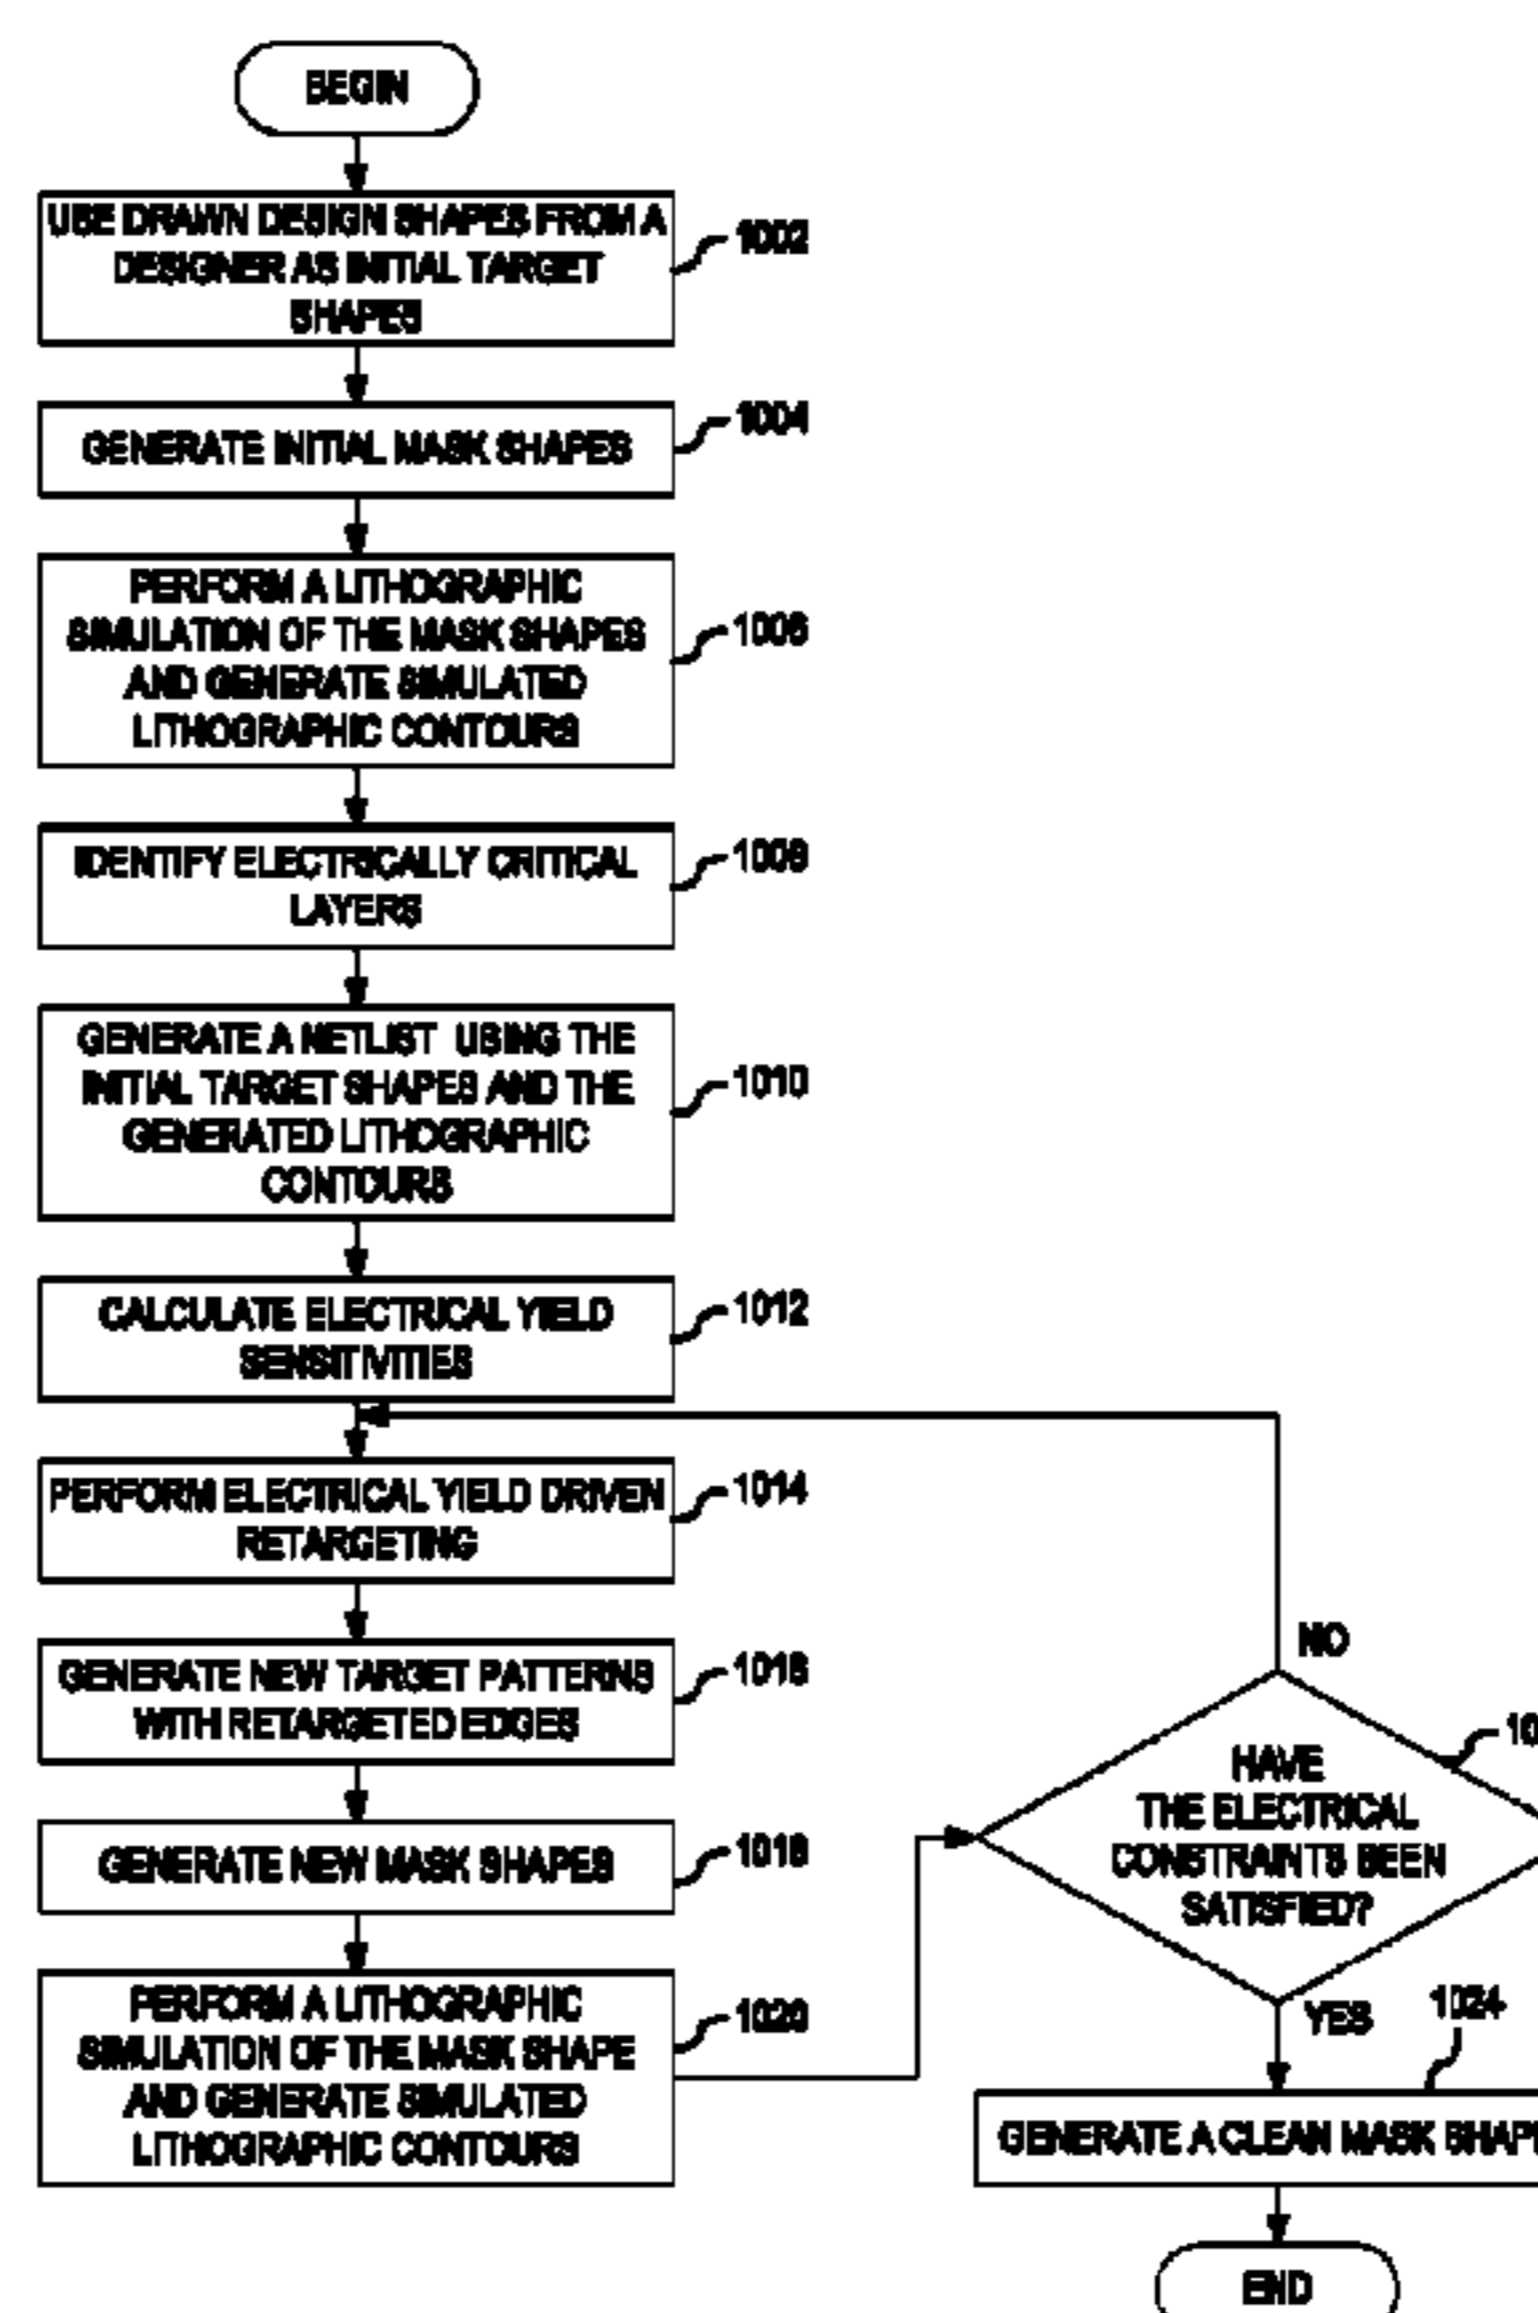 BEGIN
USE DRAWN DESIGN SHAPES FROM A
DESIGNER AS INITIAL TARGET
SHAPES
1002
GENERATE INITIAL MASK SHAPES
1004
PERFORM A LITHOGRAPHIC
SIMULATION OF THE MASK SHAPES
AND GENERATE SIMULATED
LITHOGRAPHIC CONTOURS
1006
IDENTIFY ELECTRICALLY CRITICAL
LAYERS
1008
GENERATE A NETLIST USING THE
INITIAL TARGET SHAPES AND THE
GENERATED LITHOGRAPHIC
CONTOURS
1010
CALCULATE ELECTRICAL YIELD
SENSITIVITIES
1012
PERFORM ELECTRICAL YIELD DRIVEN
RETARGETING
1014
GENERATE NEW TARGET PATTERNS
WITH RETARGETED EDGES
1016
GENERATE NEW MASK SHAPES
1018
PERFORM A LITHOGRAPHIC
SIMULATION OF THE MASK SHAPE
AND GENERATE SIMULATED
LITHOGRAPHIC CONTOURS
1020
NO
HAVE
THE ELECTRICAL
CONSTRAINTS BEEN
SATISFIED?
10
YES
1024
GENERATE A CLEAN MASK SHAP
END